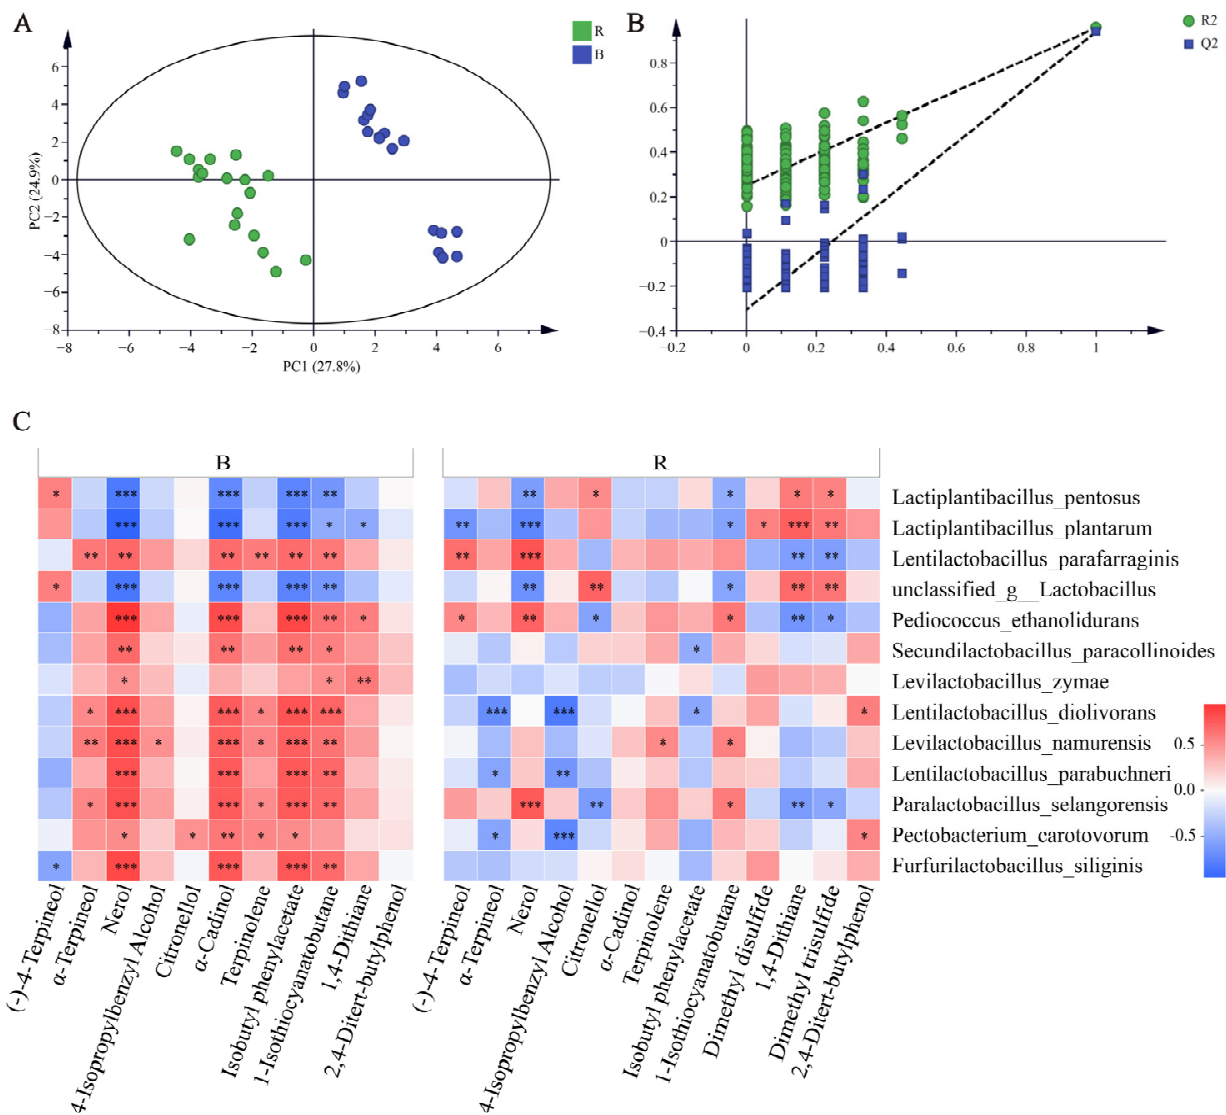 A
R
B
PC2 (24.9%)
6
4
2
0
−2
−4
−6
−8
−8
−6
−4
−2
0
2
4
6
PC1 (27.8%)
B
R2
Q2
0.8
0.6
0.4
0.2
0
−0.2
−0.4
−0.2
0
0.2
0.4
0.6
0.8
1
C
B
R
* *** *** *** ** ** * * * *
*** *** *** * * ** *** * * *** **
** ** ** ** ** ** ** *** ** **
* *** *** *** ** ** ** * ** **
*** *** *** ** * * ** * * ** *
** ** ** * *
* * **
* *** *** * *** *** *** *** * *
** *** * *** * *** ** * *
*** *** *** ** * **
* *** *** * *** ** *** ** * ** *
* * ** * * * *** *
* *** *** *** **
Lactiplantibacillus_pentosus
Lactiplantibacillus_plantarum
Lentilactobacillus_parafarraginis
unclassified_g__Lactobacillus
Pediococcus_ethanolidurans
Secundilactobacillus_paracollinoides
Levilactobacillus_zymae
Lentilactobacillus_diolivorans
Levilactobacillus_namurensis
Lentilactobacillus_parabuchneri
Paralactobacillus_selangorensis
Pectobacterium_carotovorum
Furfurilactobacillus_siliginis
0.5
0.0
-0.5
(-)-4-Terpineol
α-Terpineol
Nerol
4-Isopropylbenzyl Alcohol
Citronellol
α-Cadinol
Terpinolene
Isobutyl phenylacetate
1-Isothiocyanatobutane
1,4-Dithiane
2,4-Ditert-butylphenol
(-)-4-Terpineol
α-Terpineol
Nerol
4-Isopropylbenzyl Alcohol
Citronellol
α-Cadinol
Terpinolene
Isobutyl phenylacetate
1-Isothiocyanatobutane
Dimethyl disulfide
1,4-Dithiane
Dimethyl trisulfide
2,4-Ditert-butylphenol